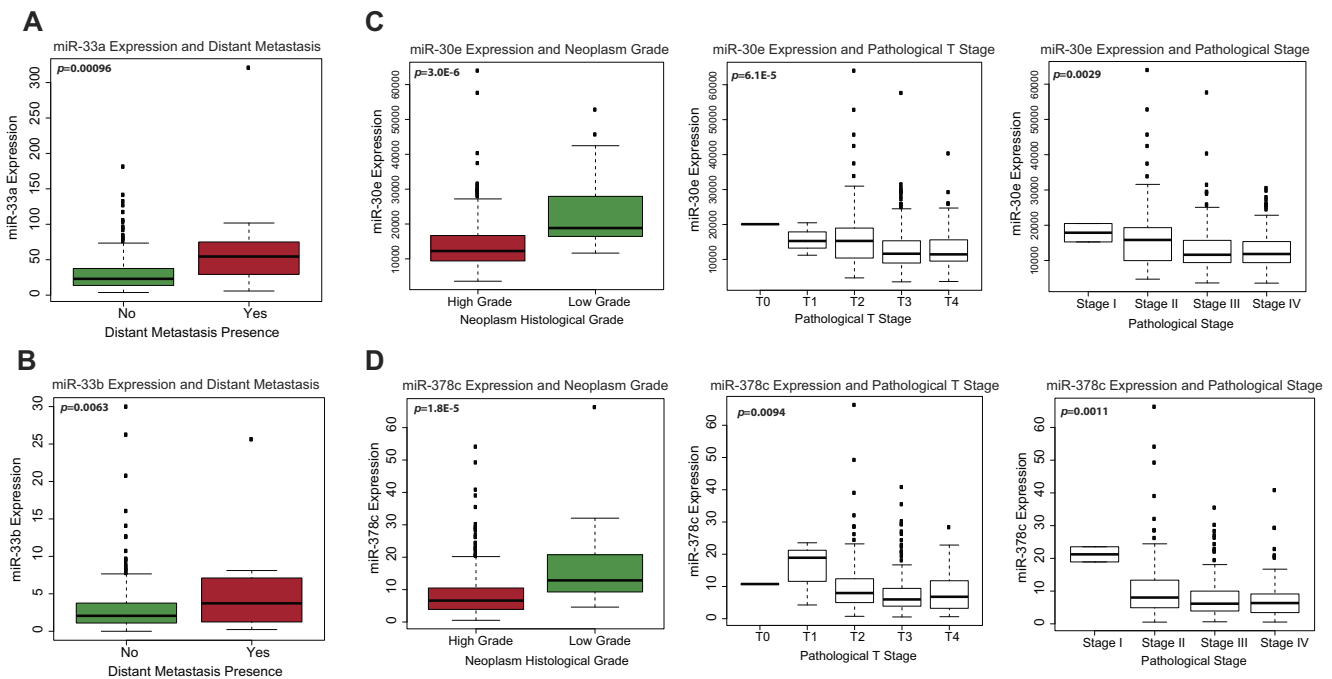 A
miR-33a Expression and Distant Metastasis
p=0.00096
miR-33a Expression
300
250
200
150
100
50
0
No
Yes
Distant Metastasis Presence
B
miR-33b Expression and Distant Metastasis
p=0.0063
miR-33b Expression
30
25
20
15
10
5
0
No
Yes
Distant Metastasis Presence
C
miR-30e Expression and Neoplasm Grade
p=3.0E-6
miR-30e Expression
60000
50000
40000
30000
20000
10000
High Grade
Low Grade
Neoplasm Histological Grade
miR-30e Expression and Pathological T Stage
p=6.1E-5
miR-30e Expression
60000
50000
40000
30000
20000
10000
T0
T1
T2
T3
T4
Pathological T Stage
miR-30e Expression and Pathological Stage
p=0.0029
miR-30e Expression
60000
50000
40000
30000
20000
10000
Stage I
Stage II
Stage III
Stage IV
Pathological Stage
D
miR-378c Expression and Neoplasm Grade
p=1.8E-5
miR-378c Expression
60
50
40
30
20
10
0
High Grade
Low Grade
Neoplasm Histological Grade
miR-378c Expression and Pathological T Stage
p=0.0094
miR-378c Expression
60
50
40
30
20
10
0
T0
T1
T2
T3
T4
Pathological T Stage
miR-378c Expression and Pathological Stage
p=0.0011
miR-378c Expression
60
50
40
30
20
10
0
Stage I
Stage II
Stage III
Stage IV
Pathological Stage